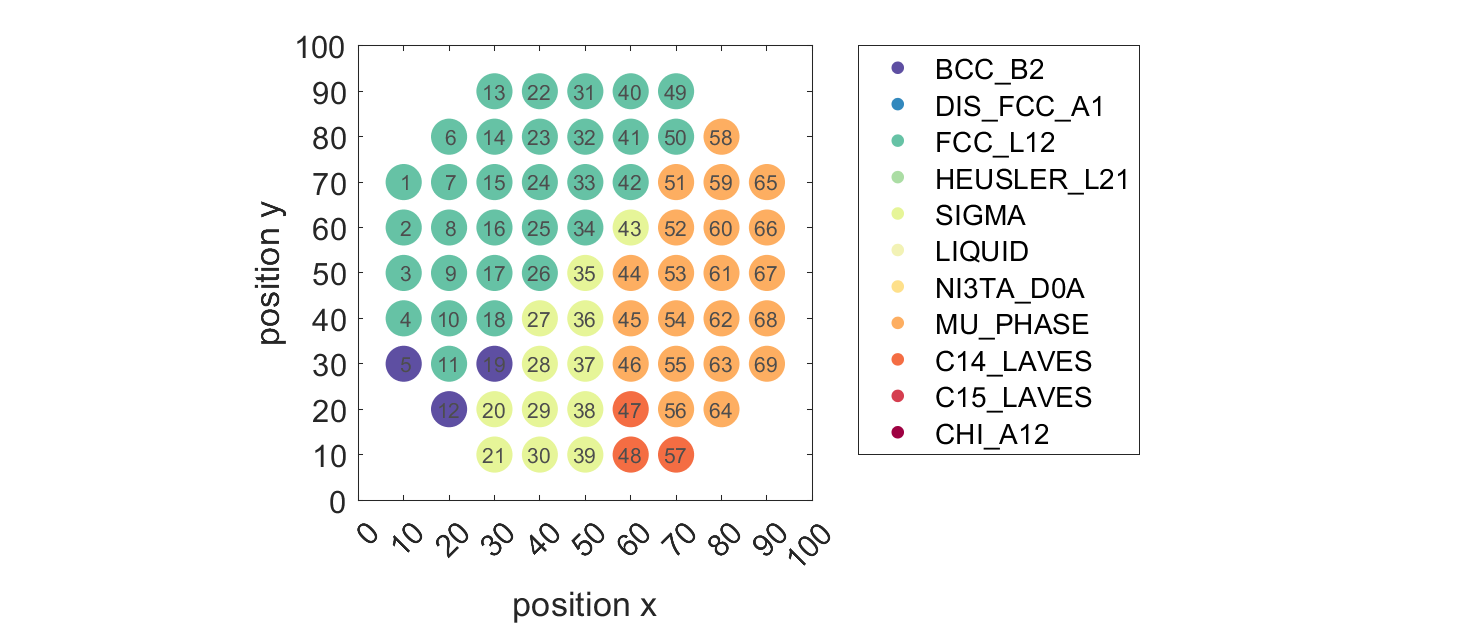 100
90
80
70
60
50
40
30
20
10
0
position y
13 22 31 40 49
6 14 23 32 41 50 58
1 7 15 24 33 42 51 59 65
2 8 16 25 34 43 52 60 66
3 9 17 26 35 44 53 61 67
4 10 18 27 36 45 54 62 68
5 11 19 28 37 46 55 63 69
12 20 29 38 47 56 64
21 30 39 48 57
0 10 20 30 40 50 60 70 80 90 100
position x
BCC_B2
DIS_FCC_A1
FCC_L12
HEUSLER_L21
SIGMA
LIQUID
NI3TA_D0A
MU_PHASE
C14_LAVES
C15_LAVES
CHI_A12